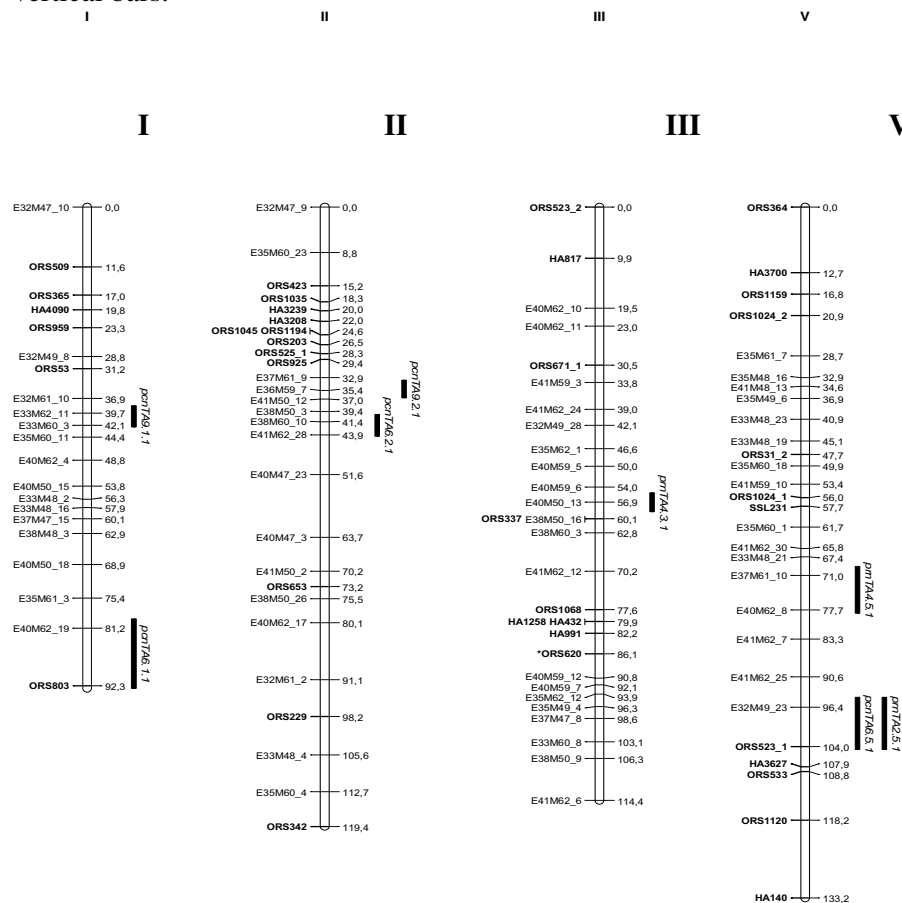 vertical bars.
I II III V
I II III V
E32M47_10 0,0
ORS509 11,6
ORS365 17,0
HA4090 19,8
ORS959 23,3
E32M49_8 28,8
ORS53 31,2
E32M61_10 36,9
E33M62_11 39,7
E33M60_3 42,1
E35M60_11 44,4
E40M62_4 48,8
E40M50_15 53,8
E33M48_2 56,3
E33M48_16 57,9
E37M47_15 60,1
E38M48_3 62,9
E40M50_18 68,9
E35M61_3 75,4
E40M62_19 81,2
ORS803 92,3
pcnTA9.1.1
pcnTA6.1.1
E32M47_9 0,0
E35M60_23 8,8
ORS423 15,2
ORS1035 18,3
HA3239 20,0
HA3208 22,0
ORS1045 ORS1194 24,6
ORS203 26,5
ORS525_1 28,3
ORS925 29,4
E37M61_9 32,9
E36M59_7 35,4
E41M50_12 37,0
E38M50_3 39,4
E38M60_10 41,4
E41M62_28 43,9
E40M47_23 51,6
E40M47_3 63,7
E41M50_2 70,2
ORS653 73,2
E38M50_26 75,5
E40M62_17 80,1
E32M61_2 91,1
ORS229 98,2
E33M48_4 105,6
E35M60_4 112,7
ORS342 119,4
pcnTA9.2.1
pcnTA6.2.1
ORS523_2 0,0
HA817 9,9
E40M62_10 19,5
E40M62_11 23,0
ORS671_1 30,5
E41M59_3 33,8
E41M62_24 39,0
E32M49_28 42,1
E35M62_1 46,6
E40M59_5 50,0
E40M59_6 54,0
E40M50_13 56,9
ORS337 E38M50_16 60,1
E38M60_3 62,8
E41M62_12 70,2
ORS1068 77,6
HA1258 HA432 79,9
HA991 82,2
*ORS620 86,1
E40M59_12 90,8
E40M59_7 92,1
E35M62_12 93,9
E35M49_4 96,3
E37M47_8 98,6
E33M60_8 103,1
E38M50_9 106,3
E41M62_6 114,4
prnTA4.3.1
ORS364 0,0
HA3700 12,7
ORS1159 16,8
ORS1024_2 20,9
E35M61_7 28,7
E35M48_16 32,9
E41M48_13 34,6
E35M49_6 36,9
E33M48_23 40,9
E33M48_19 45,1
ORS31_2 47,7
E35M60_18 49,9
E41M59_10 53,4
ORS1024_1 56,0
SSL231 57,7
E35M60_1 61,7
E41M62_30 65,8
E33M48_21 67,4
E37M61_10 71,0
E40M62_8 77,7
E41M62_7 83,3
E41M62_25 90,6
E32M49_23 96,4
ORS523_1 104,0
HA3627 107,9
ORS533 108,8
ORS1120 118,2
HA140 133,2
prnTA4.5.1
pcnTA6.5.1
prnTA2.5.1